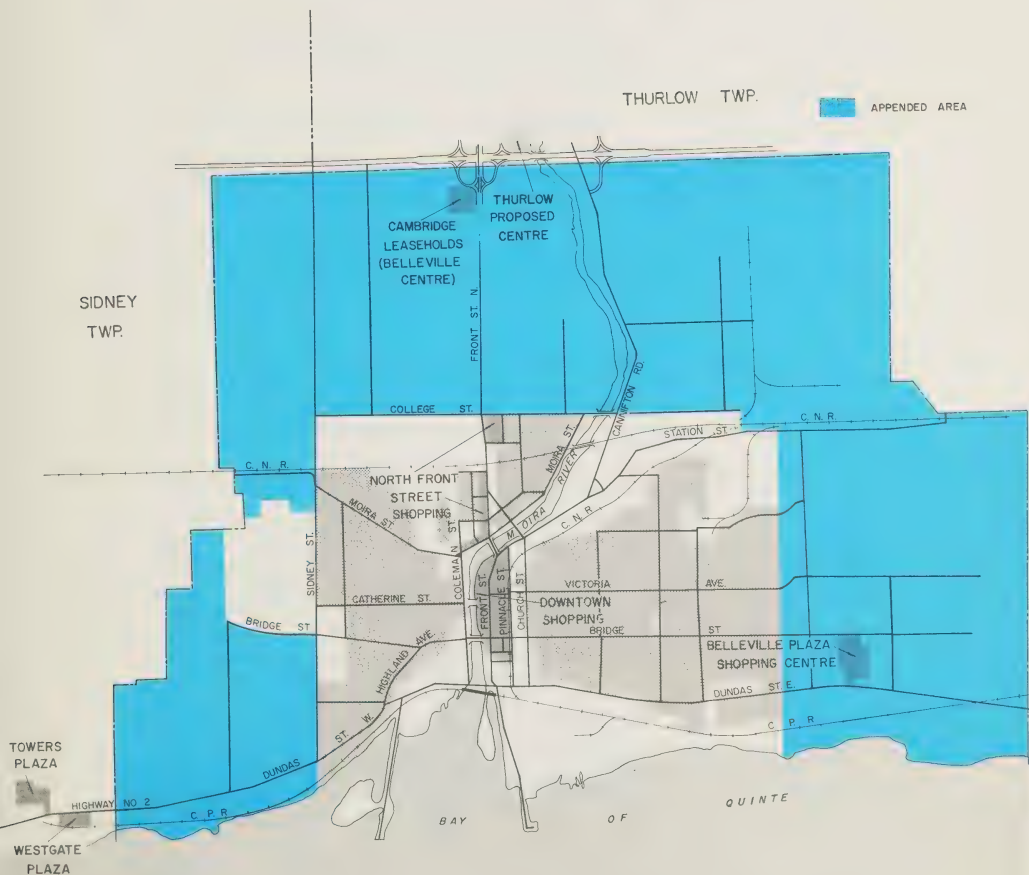 THURLOW TWP.
APPENDED AREA
CAMBRIDGE
LEASEHOLDS
(BELLEVILLE
CENTRE)
THURLOW
PROPOSED
CENTRE
SIDNEY
TWP.
FRONT ST. N.
COLLEGE ST.
CANNIFTON RD.
C. N. R.
STATION ST.
MOIRA ST.
RIVER
C. N. R.
NORTH FRONT
STREET
SHOPPING
MOIRA ST.
MOIRA
C. N. R.
SIDNEY ST.
COLEMAN ST.
FRONT ST.
PINNACLE ST.
CHURCH ST.
VICTORIA AVE.
CATHERINE ST.
DOWNTOWN
SHOPPING
BRIDGE ST
BRIDGE ST
HIGHLAND AVE.
BELLEVILLE PLAZA
SHOPPING CENTRE
DUNDAS ST. E.
C P R
DUNDAS ST. W.
TOWERS
PLAZA
HIGHWAY NO 2
C. P. R.
BAY OF QUINTE
WESTGATE
PLAZA